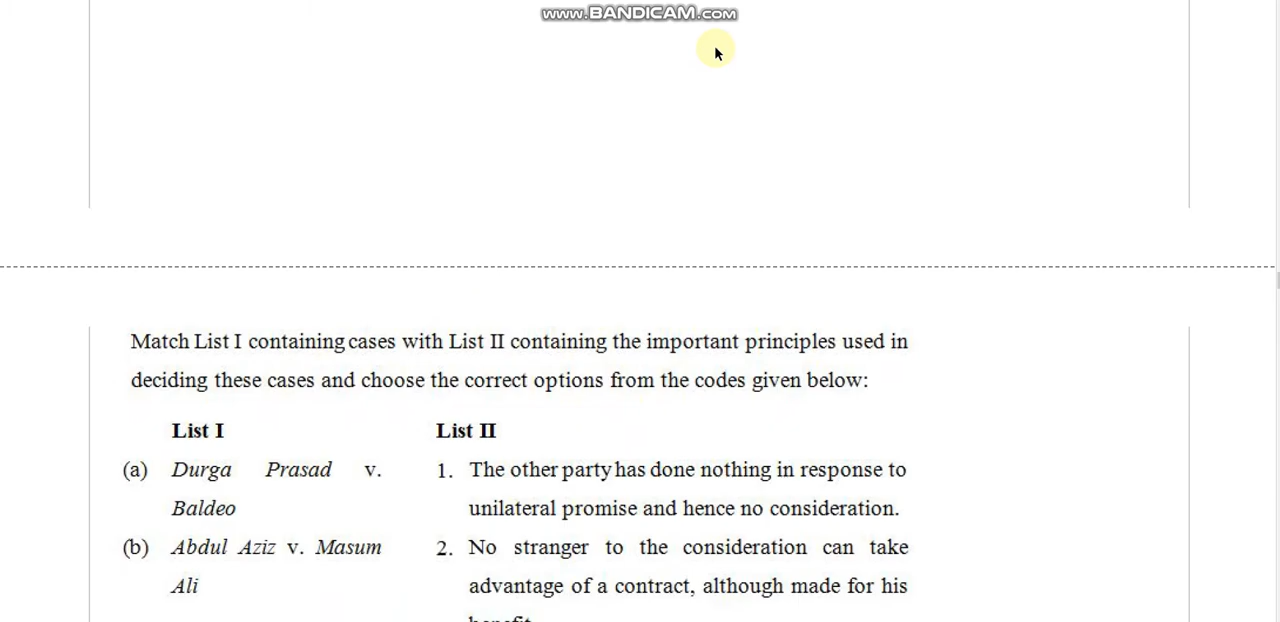 www.BANDICAM.com
Match List I containing cases with List II containing the important principles used in
deciding these cases and choose the correct options from the codes given below:
List I List II
(a) Durga Prasad v. 1. The other party has done nothing in response to
Baldeo unilateral promise and hence no consideration.
(b) Abdul Aziz v. Masum 2. No stranger to the consideration can take
Ali advantage of a contract, although made for his